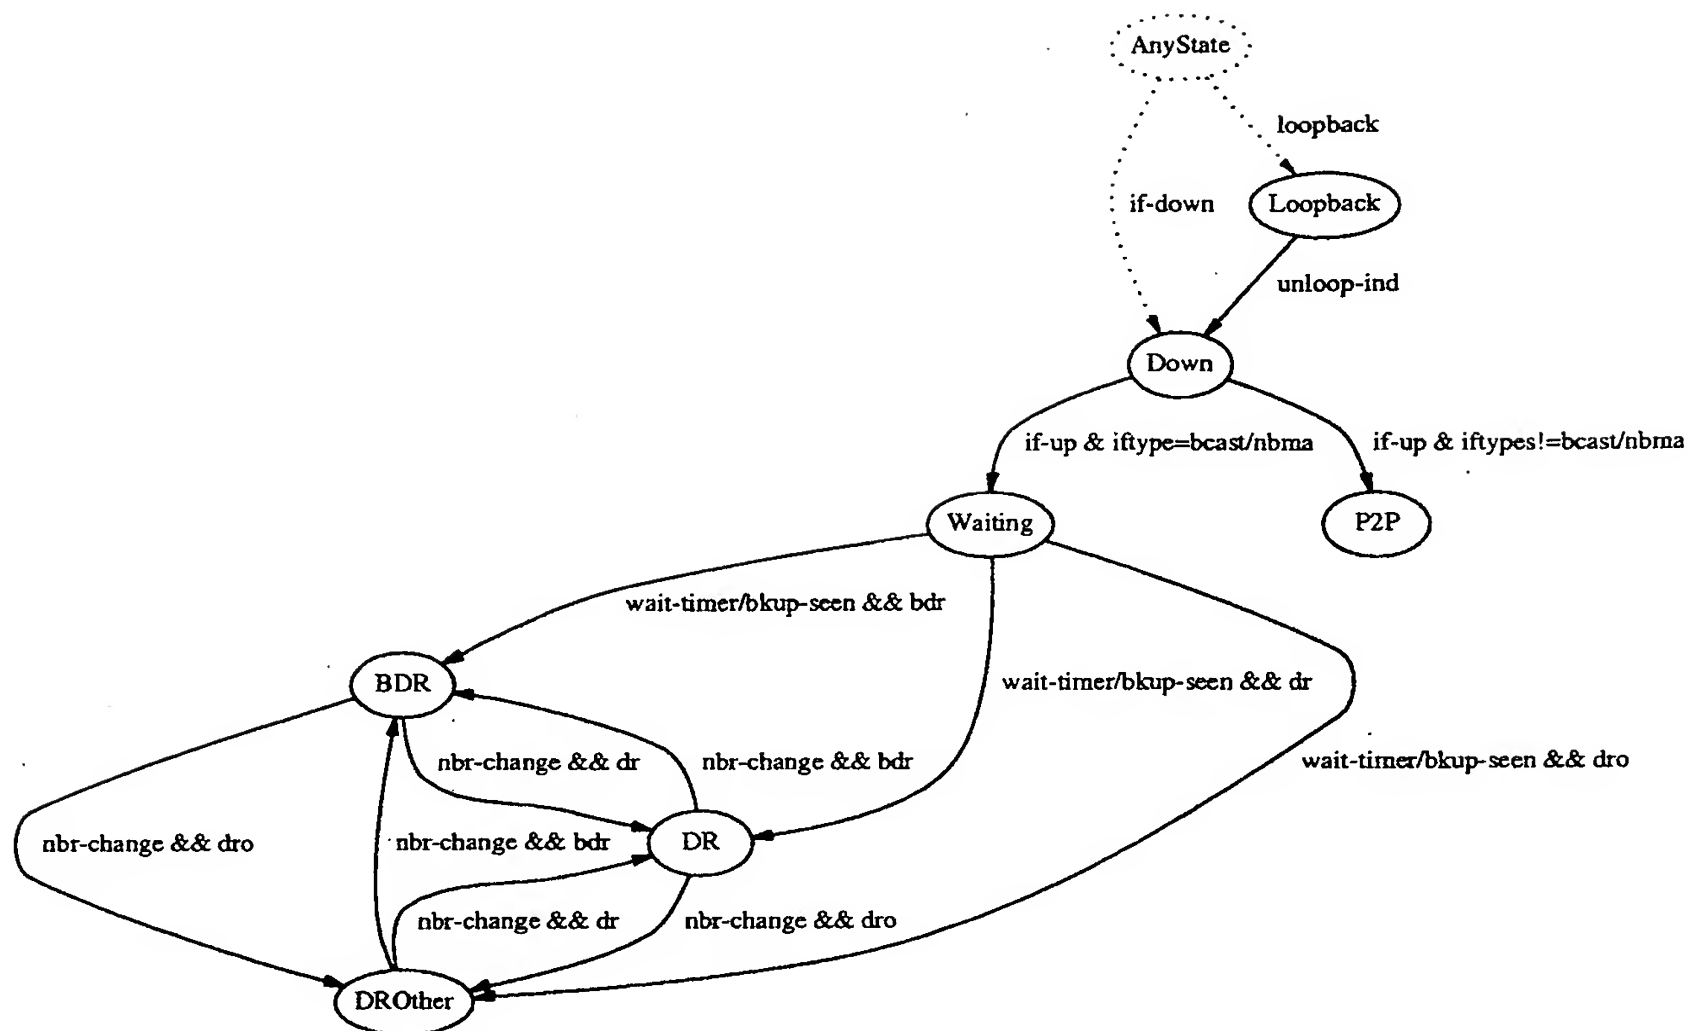 AnyState
loopback
if-down
Loopback
unloop-ind
Down
if-up & iftype=bcast/nbma
if-up & iftypes!=bcast/nbma
Waiting
P2P
wait-timer/bkup-seen && bdr
BDR
wait-timer/bkup-seen && dr
nbr-change && dr
nbr-change && bdr
wait-timer/bkup-seen && dro
nbr-change && dro
nbr-change && bdr
DR
nbr-change && dr
nbr-change && dro
DROther